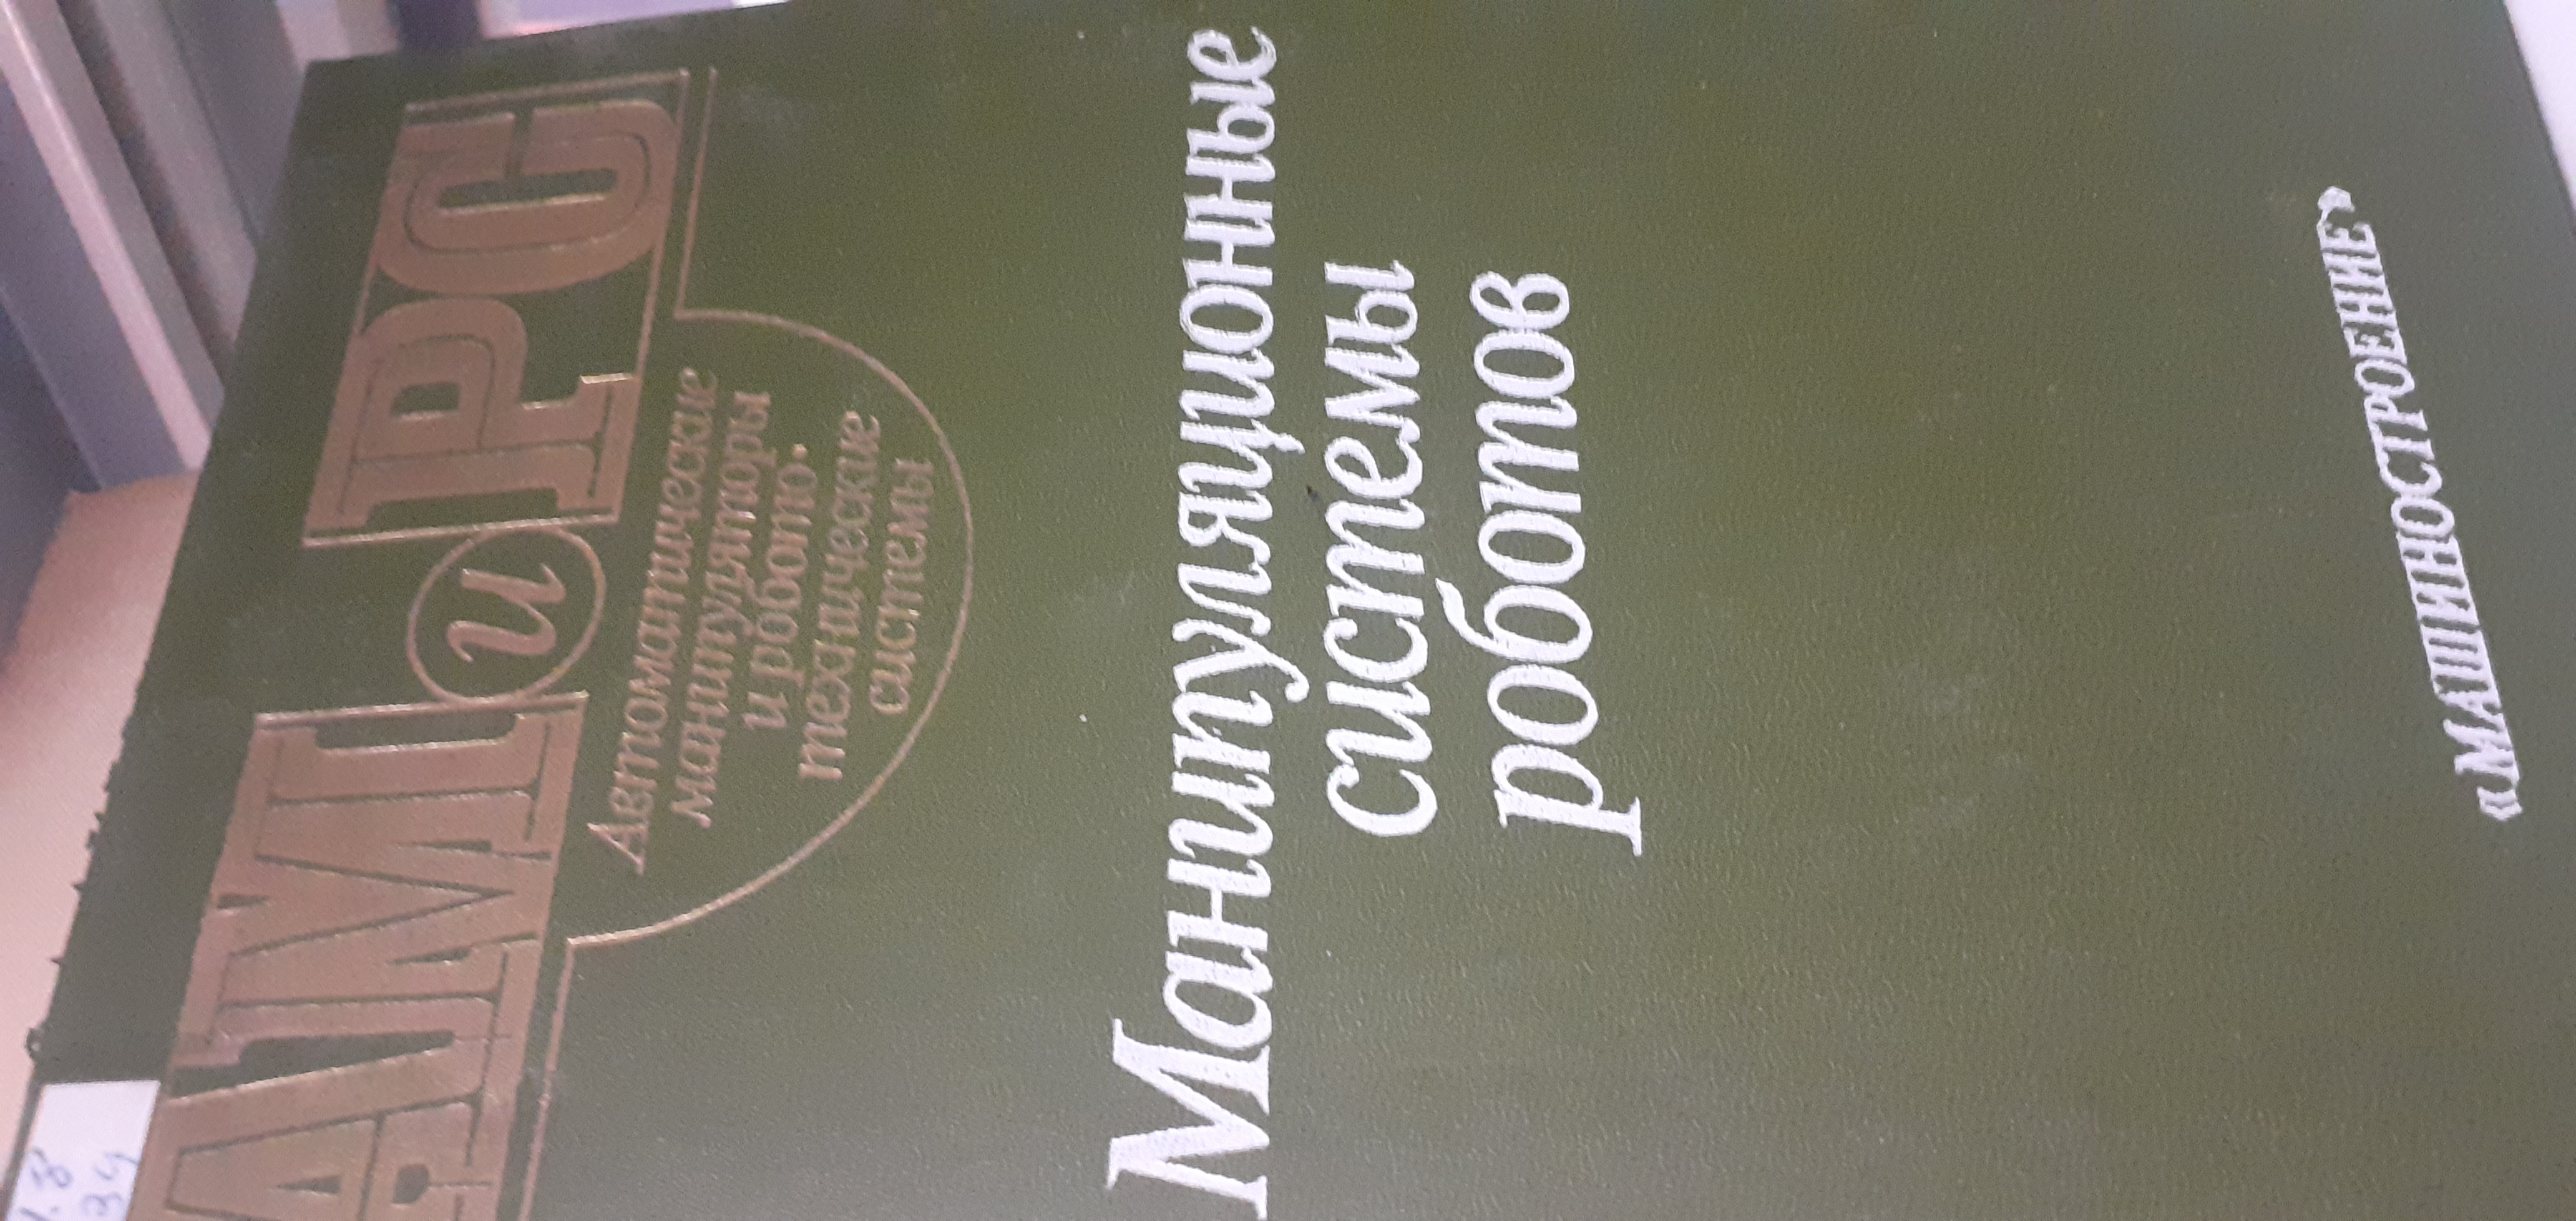 АМ и РС
Автоматические
манипуляторы
и робото-
технические
системы
Манипуляционные
системы
роботов
«МАШИНОСТРОЕНИЕ»